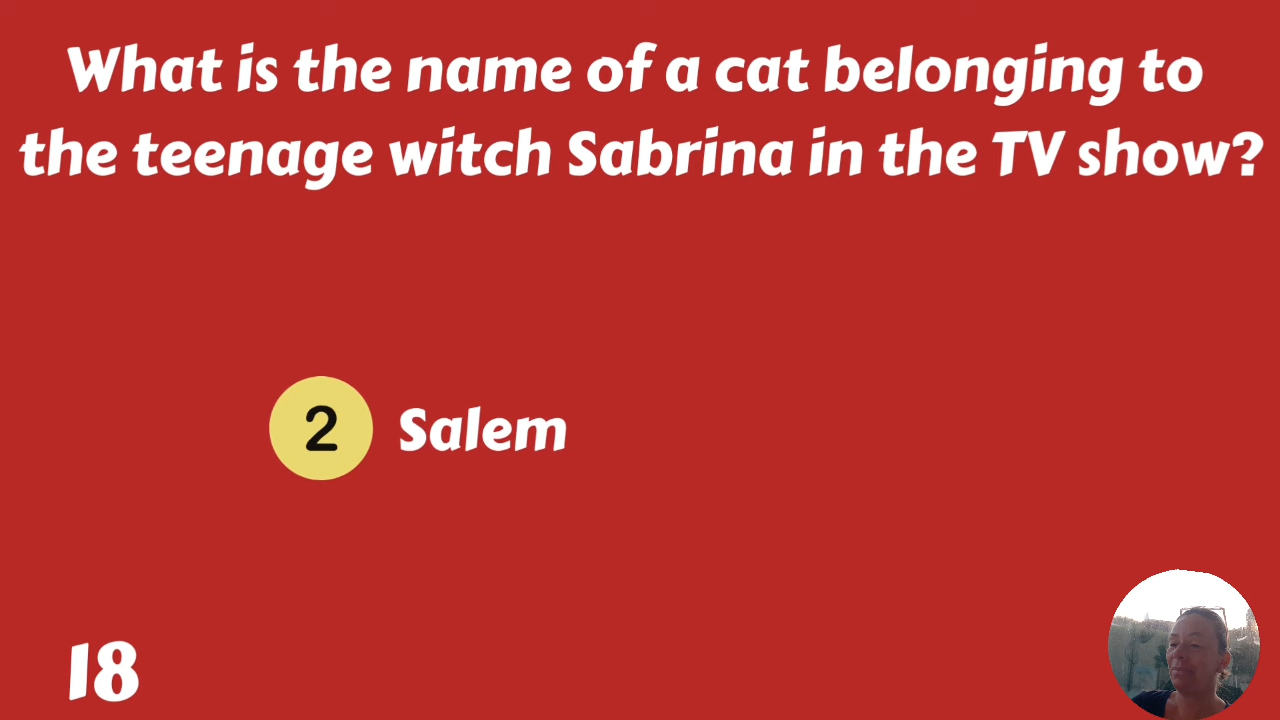 What is the name of a cat belonging to
the teenage witch Sabrina in the TV show?
2 Salem
18